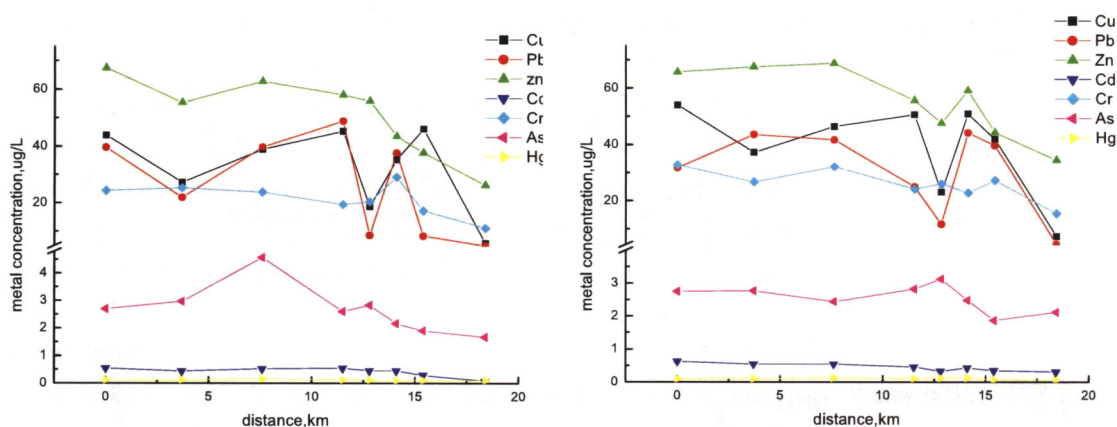 Cu
Pb
zn
Cd
Cr
As
Hg
60
40
20
4
3
2
1
0
metal concentration,ug/L
0 5 10 15 20
distance,km
Cu
Pb
Zn
Cd
Cr
As
Hg
60
40
20
3
2
1
0
metal concentration,ug/L
0 5 10 15 20
distance,km